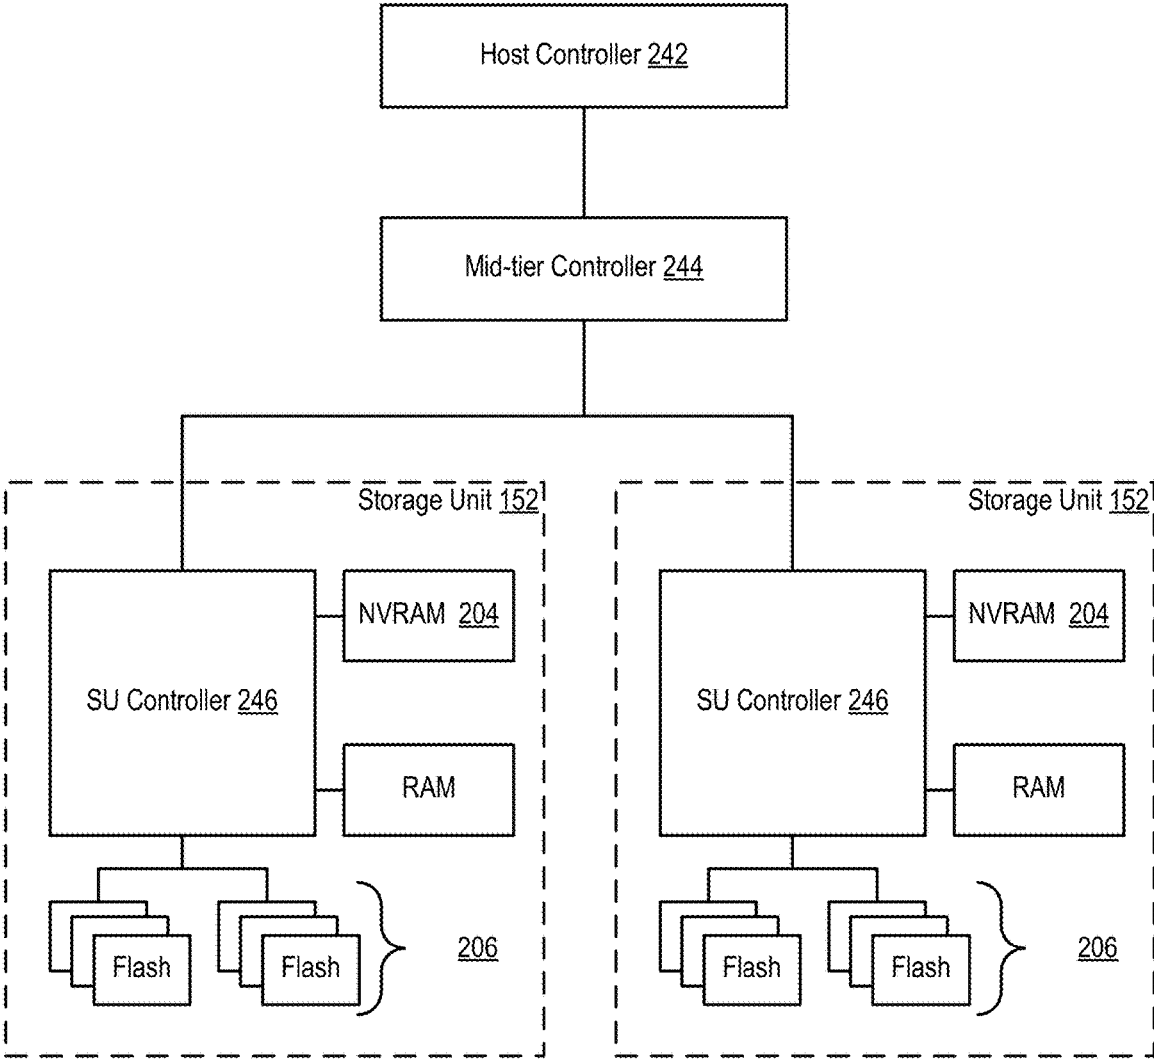 Host Controller 242
Mid-tier Controller 244
Storage Unit 152
SU Controller 246
NVRAM 204
RAM
Flash
Flash
206
Storage Unit 152
SU Controller 246
NVRAM 204
RAM
Flash
Flash
206